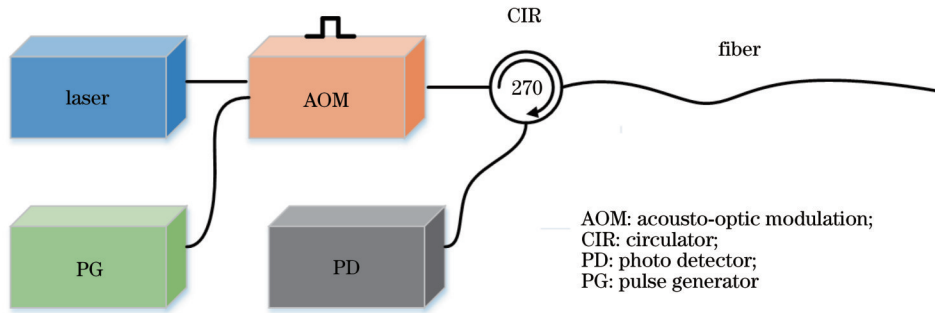 CIR
fiber
laser
AOM
270
PG
PD
AOM: acousto-optic modulation;
CIR: circulator;
PD: photo detector;
PG: pulse generator